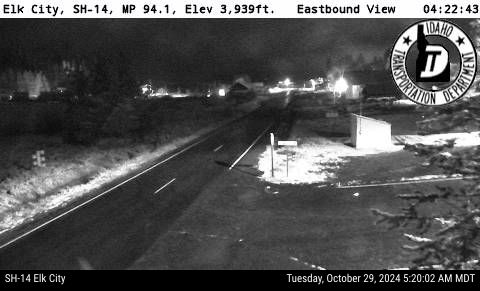 Elk City, SH-14, MP 94.1, Elev 3,939ft. Eastbound View 04:22:43
IDAHO
TRANSPORTATION DEPARTMENT
SH-14 Elk City Tuesday, October 29, 2024 5:20:02 AM MDT